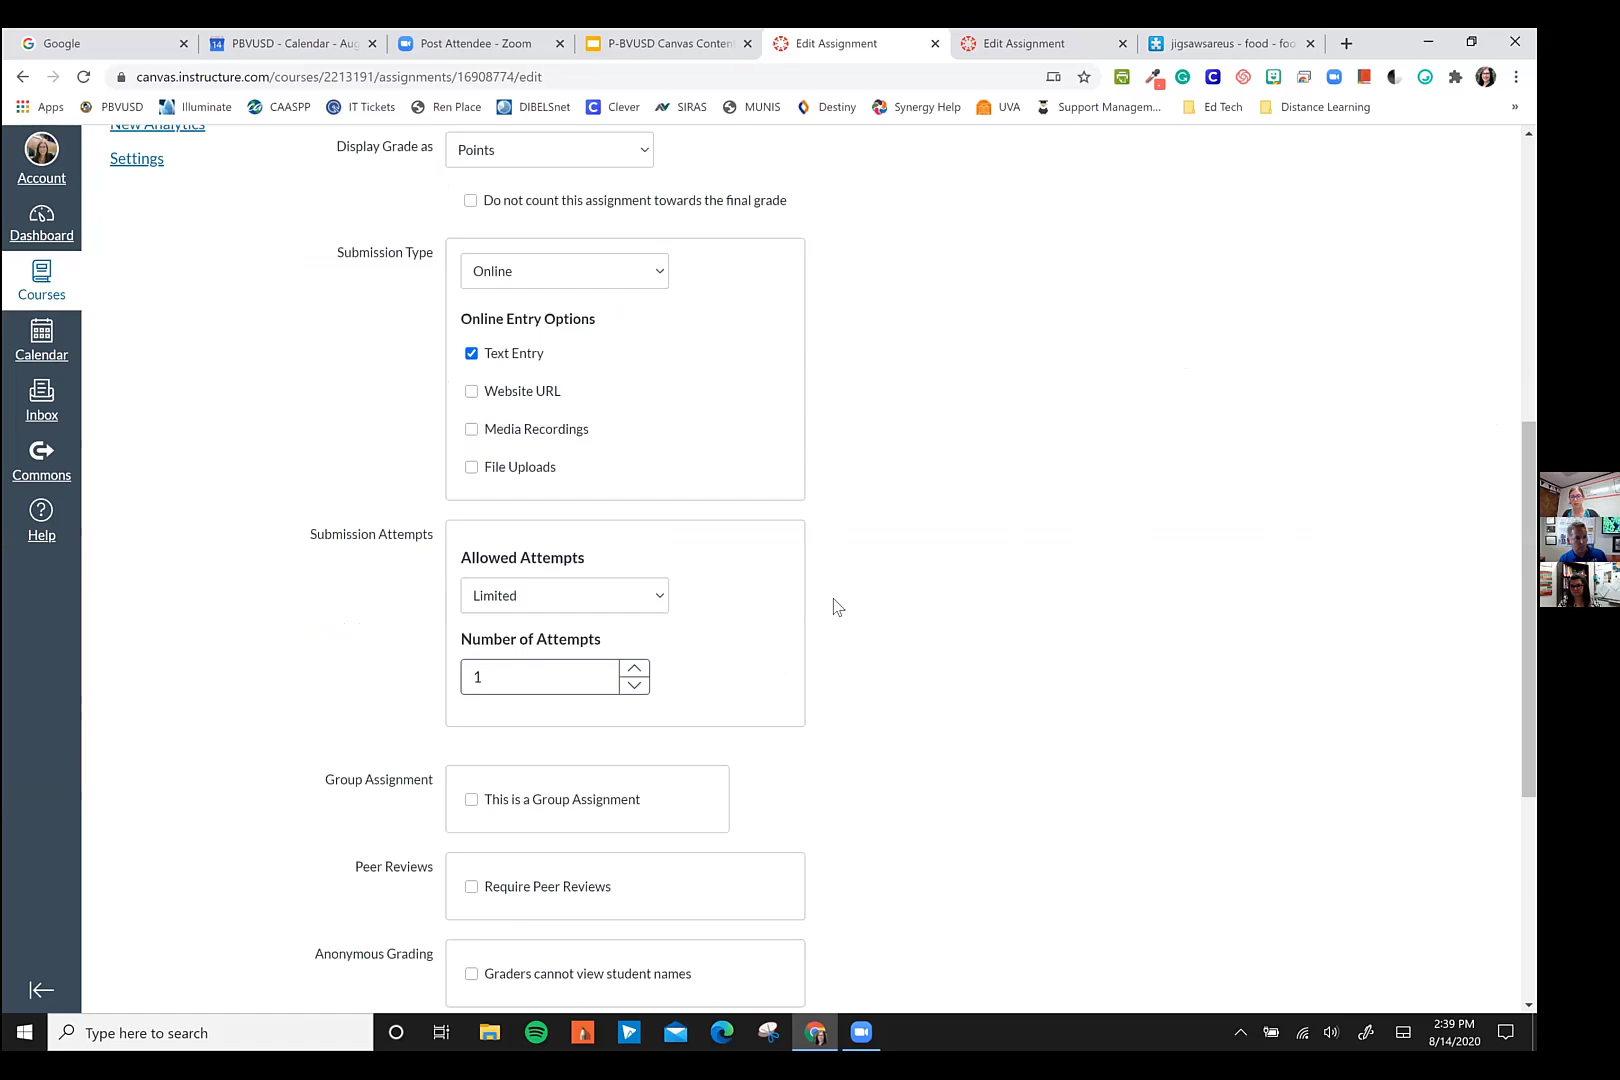 Google
PBVUSD - Calendar - Aug
Post Attendee - Zoom
P-BVUSD Canvas Conten
Edit Assignment
Edit Assignment
jigsawsareus - food - foo
canvas.instructure.com/courses/2213191/assignments/16908774/edit
Apps
PBVUSD
Illuminate
CAASPP
IT Tickets
Ren Place
DIBELSnet
Clever
SIRAS
MUNIS
Destiny
Synergy Help
UVA
Support Managem...
Ed Tech
Distance Learning
»
New Analytics
Settings
Account
Dashboard
Courses
Calendar
Inbox
Commons
Help
Display Grade as
Points
Do not count this assignment towards the final grade
Submission Type
Online
Online Entry Options
Text Entry
Website URL
Media Recordings
File Uploads
Submission Attempts
Allowed Attempts
Limited
Number of Attempts
1
Group Assignment
This is a Group Assignment
Peer Reviews
Require Peer Reviews
Anonymous Grading
Graders cannot view student names
Type here to search
2:39 PM
8/14/2020